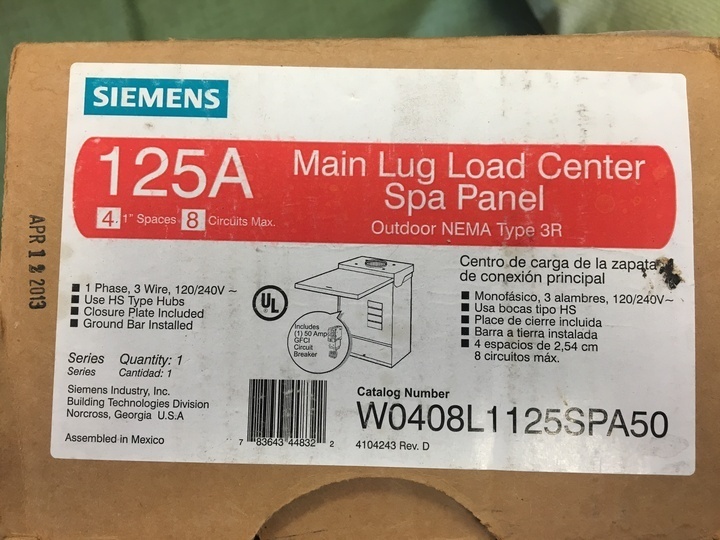 SIEMENS
125A
Main Lug Load Center
Spa Panel
4 1" Spaces 8 Circuits Max.
Outdoor NEMA Type 3R
APR 1 2013
■ 1 Phase, 3 Wire, 120/240V ~
■ Use HS Type Hubs
■ Closure Plate Included
■ Ground Bar Installed
UL
Includes
(1) 50 Amp
GFCI
Circuit
Breaker
Centro de carga de la zapata
de conexión principal
■ Monofásico, 3 alambres, 120/240V~
■ Usa bocas tipo HS
■ Place de cierre incluida
■ Barra a tierra instalada
■ 4 espacios de 2,54 cm
8 circuitos máx.
Series Quantity: 1
Series Cantidad: 1
Siemens Industry, Inc.
Building Technologies Division
Norcross, Georgia U.S.A
Assembled in Mexico
7 83643 44832 2
Catalog Number
W0408L1125SPA50
4104243 Rev. D